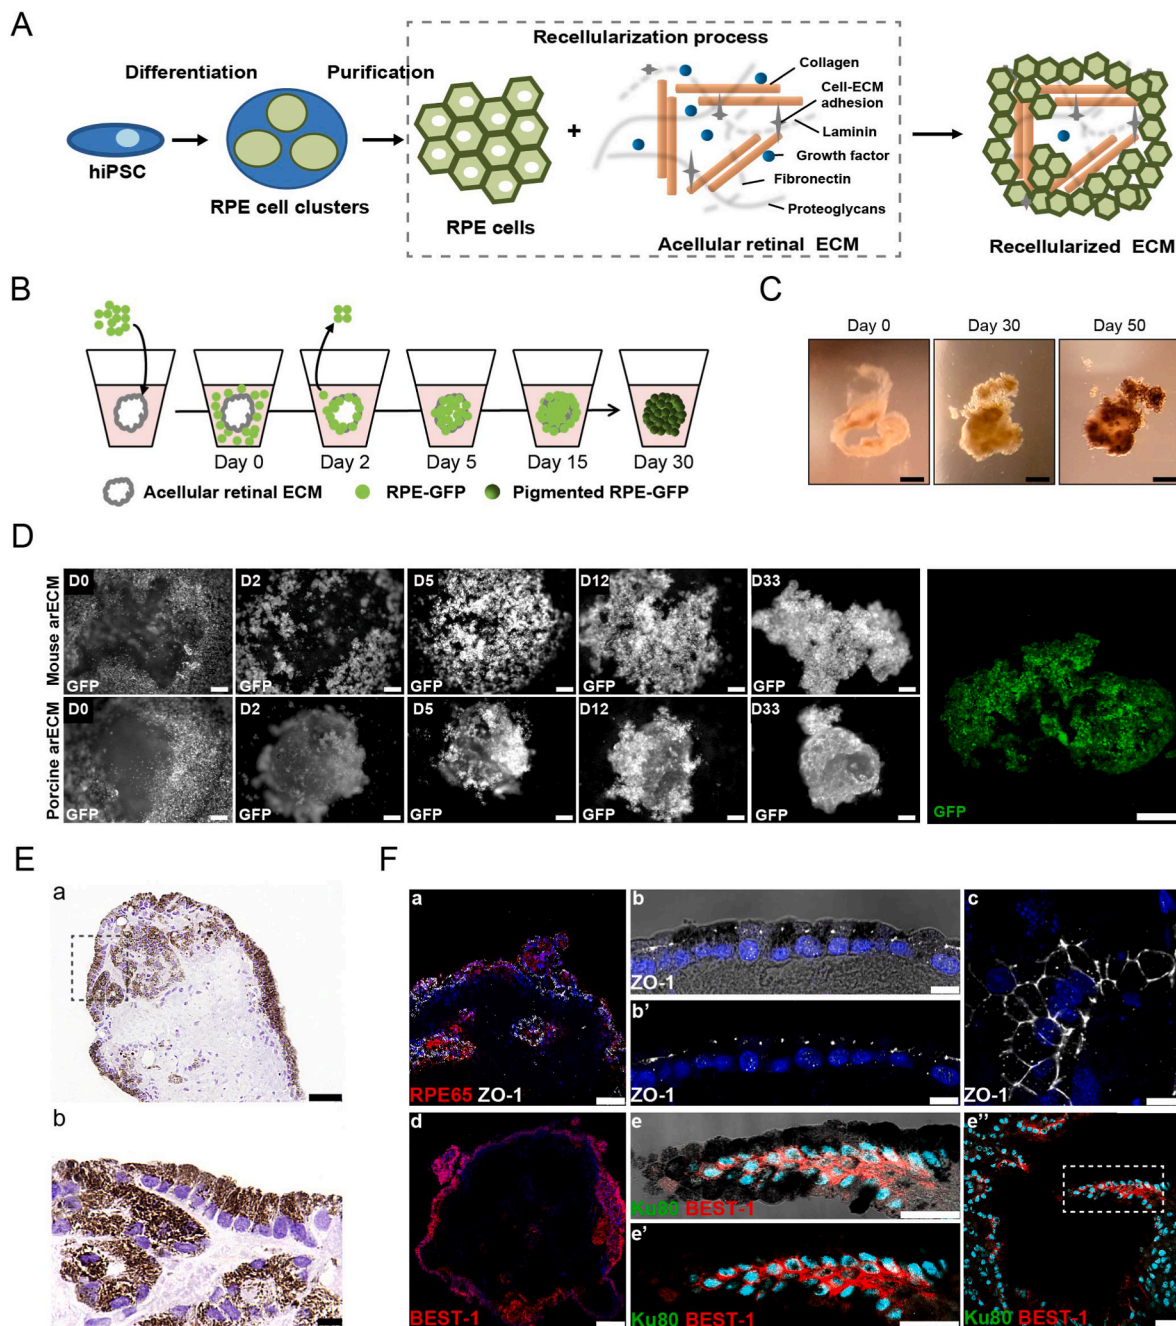 A
Recellularization process
Differentiation
Purification
hiPSC
RPE cell clusters
RPE cells
+
Collagen
Cell-ECM
adhesion
Laminin
Growth factor
Fibronectin
Proteoglycans
Acellular retinal ECM
Recellularized ECM
B
Day 0
Day 2
Day 5
Day 15
Day 30
Acellular retinal ECM
RPE-GFP
Pigmented RPE-GFP
C
Day 0
Day 30
Day 50
D
Mouse arECM
D0
GFP
D2
GFP
D5
GFP
D12
GFP
D33
GFP
Porcine arECM
D0
GFP
D2
GFP
D5
GFP
D12
GFP
D33
GFP
GFP
E
a
b
F
a
RPE65 ZO-1
b
ZO-1
b'
ZO-1
c
ZO-1
d
BEST-1
e
Ku80 BEST-1
e'
Ku80 BEST-1
e''
Ku80 BEST-1